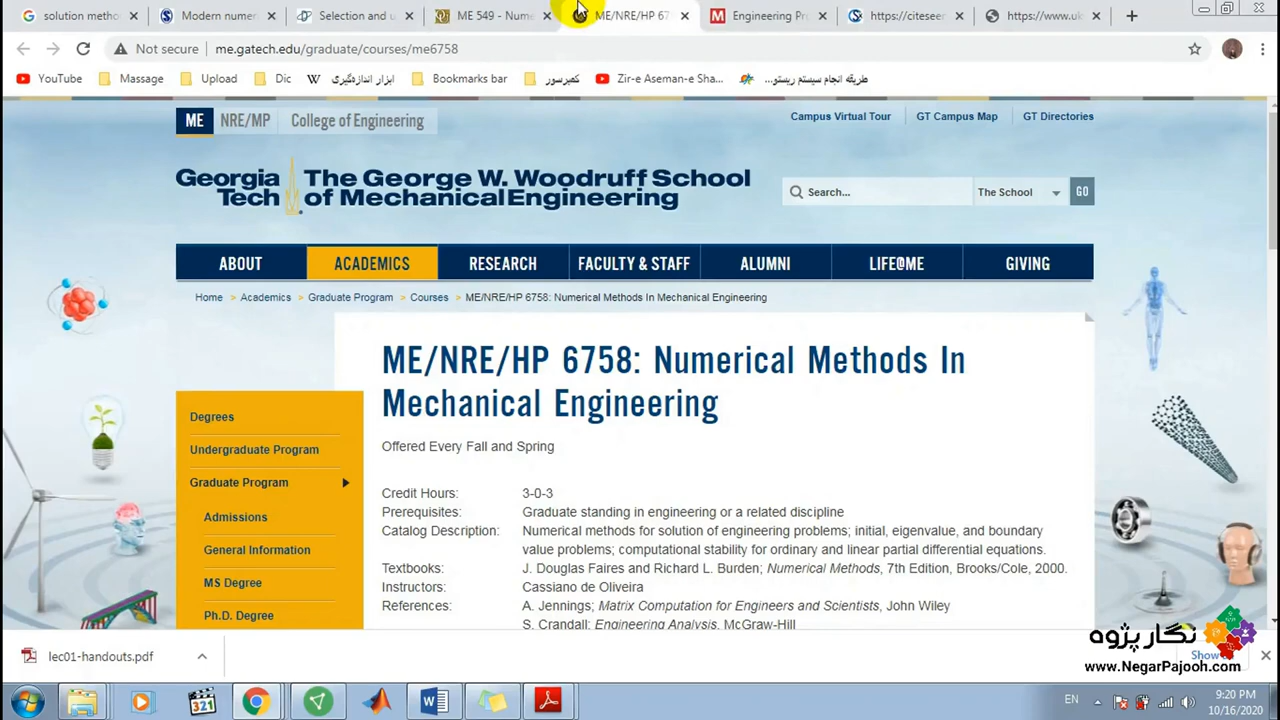 solution metho
Modern numer
Selection and u
ME 549 - Nume
ME/NRE/HP 67
Engineering Pr
https://citeseer
https://www.uk
Not secure
me.gatech.edu/graduate/courses/me6758
YouTube
Massage
Upload
Dic
ابزار اندازه‌گیری
Bookmarks bar
کمپرسور
Zir-e Aseman-e Sha...
طریقه انجام سیستم ریستو...
ME
NRE/MP
College of Engineering
Campus Virtual Tour
GT Campus Map
GT Directories
Georgia Tech
The George W. Woodruff School
of Mechanical Engineering
Search...
The School
GO
ABOUT
ACADEMICS
RESEARCH
FACULTY & STAFF
ALUMNI
LIFE@ME
GIVING
Home > Academics > Graduate Program > Courses > ME/NRE/HP 6758: Numerical Methods In Mechanical Engineering
ME/NRE/HP 6758: Numerical Methods In
Mechanical Engineering
Offered Every Fall and Spring
Degrees
Undergraduate Program
Graduate Program
Admissions
General Information
MS Degree
Ph.D. Degree
Credit Hours: 3-0-3
Prerequisites: Graduate standing in engineering or a related discipline
Catalog Description: Numerical methods for solution of engineering problems; initial, eigenvalue, and boundary
value problems; computational stability for ordinary and linear partial differential equations.
Textbooks: J. Douglas Faires and Richard L. Burden; Numerical Methods, 7th Edition, Brooks/Cole, 2000.
Instructors: Cassiano de Oliveira
References: A. Jennings; Matrix Computation for Engineers and Scientists, John Wiley
S. Crandall; Engineering Analysis, McGraw-Hill
lec01-handouts.pdf
Show
نگار پژوه
www.NegarPajooh.com
321
EN
9:20 PM
10/16/2020